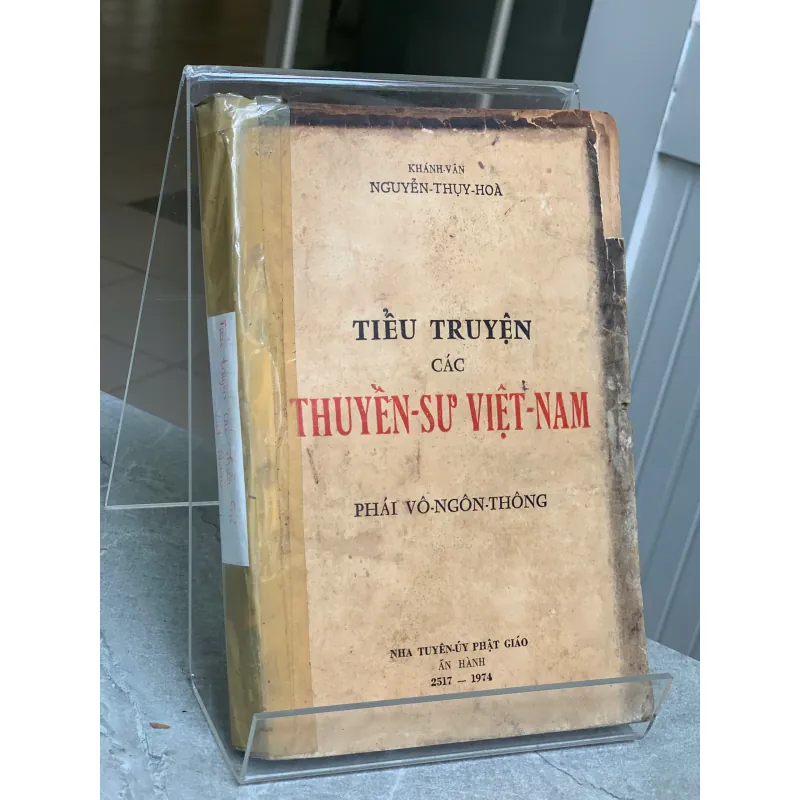 KHÁNH-VÂN
NGUYỄN-THỤY-HOÀ
TIỂU TRUYỆN
CÁC
THUYỀN-SƯ VIỆT-NAM
PHÁI VÔ-NGÔN-THÔNG
NHA TUYÊN-ÚY PHẬT GIÁO
ẤN HÀNH
2517 — 1974